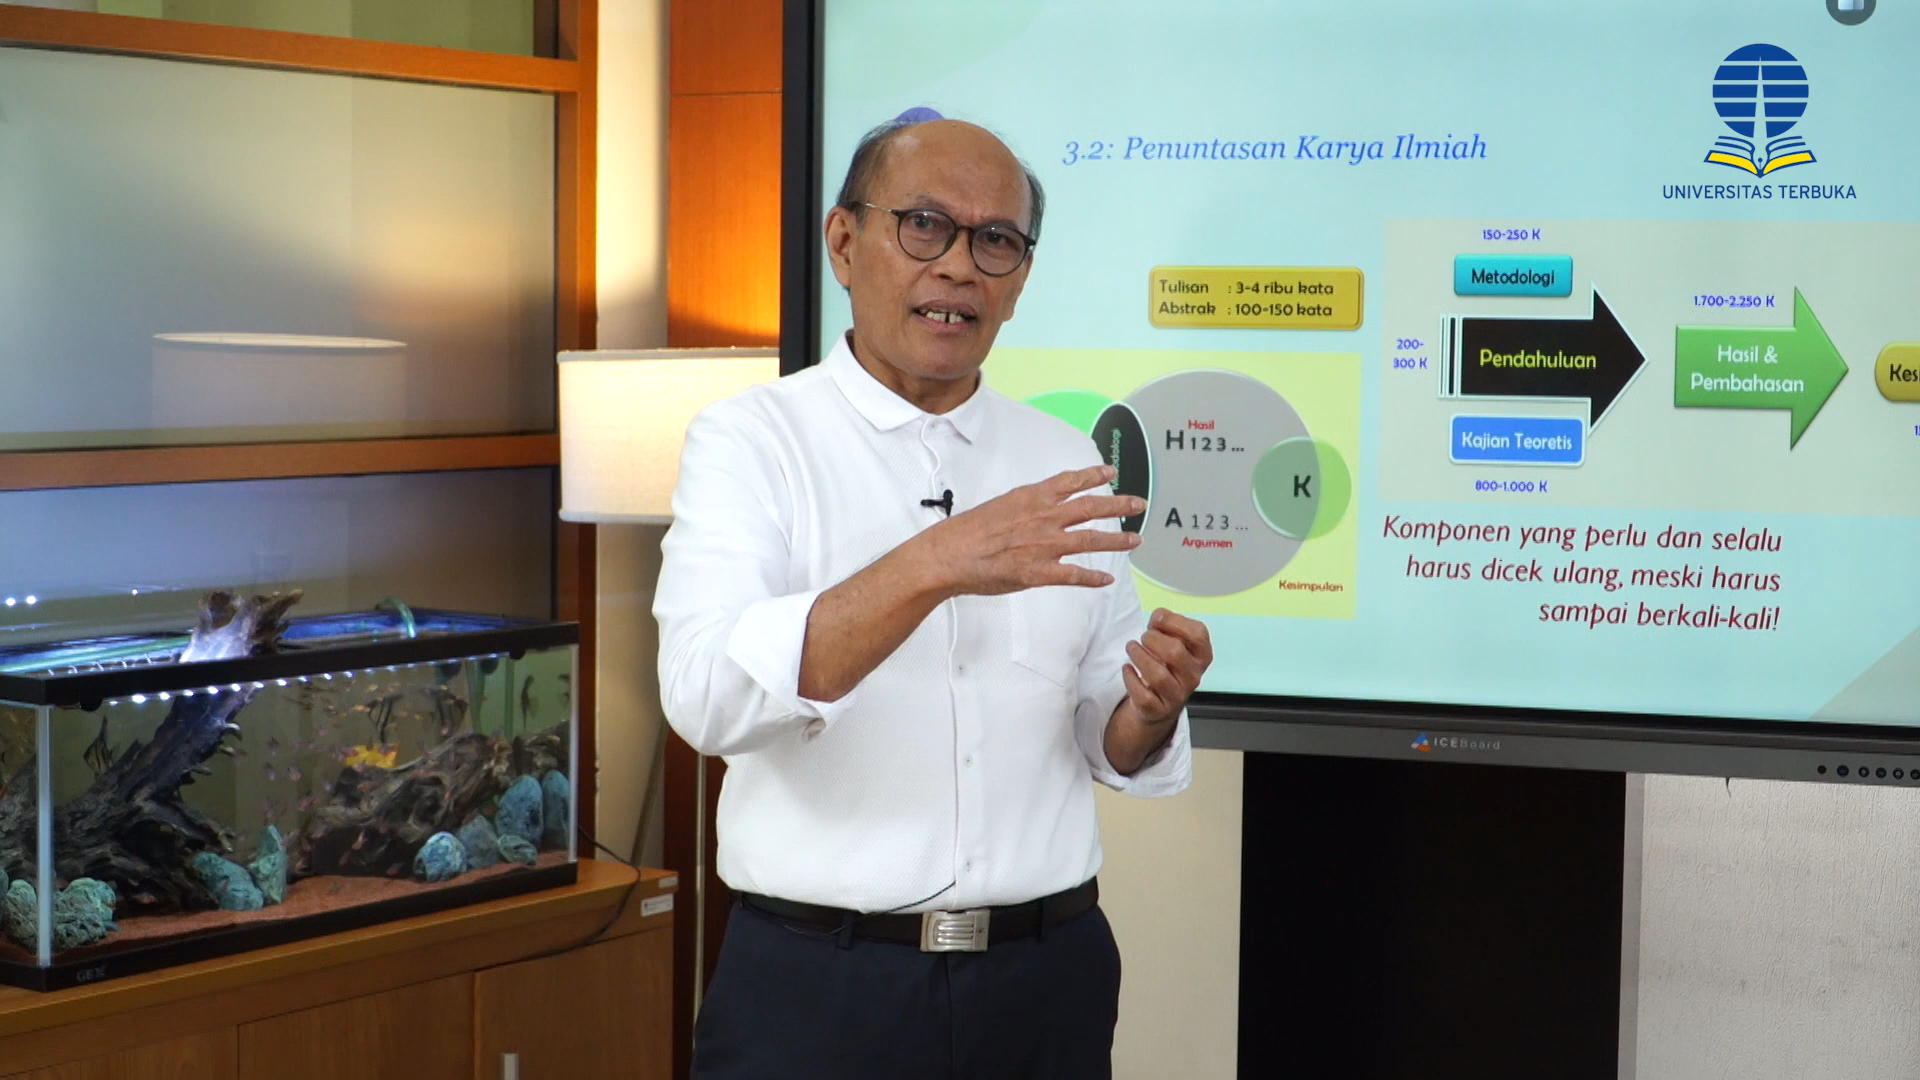 3.2: Penuntasan Karya Ilmiah
UNIVERSITAS TERBUKA
Tulisan : 3-4 ribu kata
Abstrak : 100-150 kata
150-250 K
Metodologi
200-
300 K
Pendahuluan
Kajian Teoretis
800-1.000 K
1.700-2.250 K
Hasil &
Pembahasan
Hasil
H 1 2 3 ...
A 1 2 3 ...
Argumen
K
Kesimpulan
Komponen yang perlu dan selalu
harus dicek ulang, meski harus
sampai berkali-kali!
ICEBoard